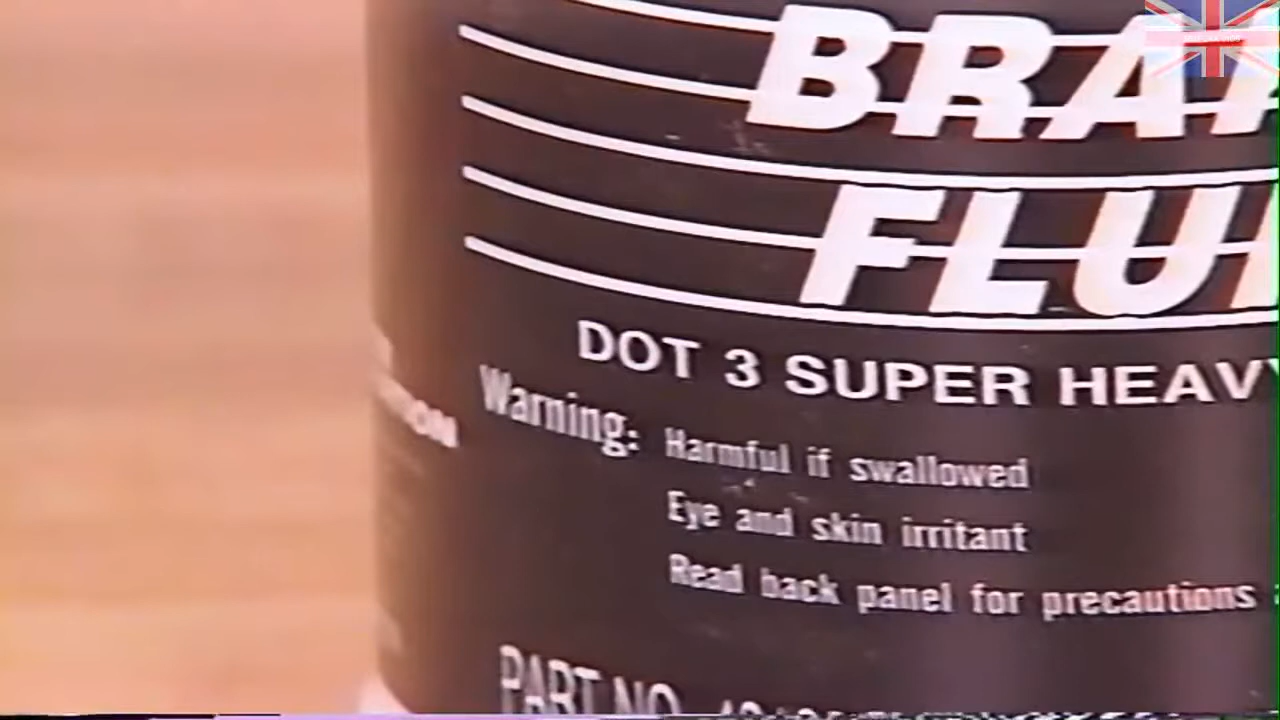 BRA
FLU
DOT 3 SUPER HEAV
Warning: Harmful if swallowed
Eye and skin irritant
Read back panel for precautions
PART NO.